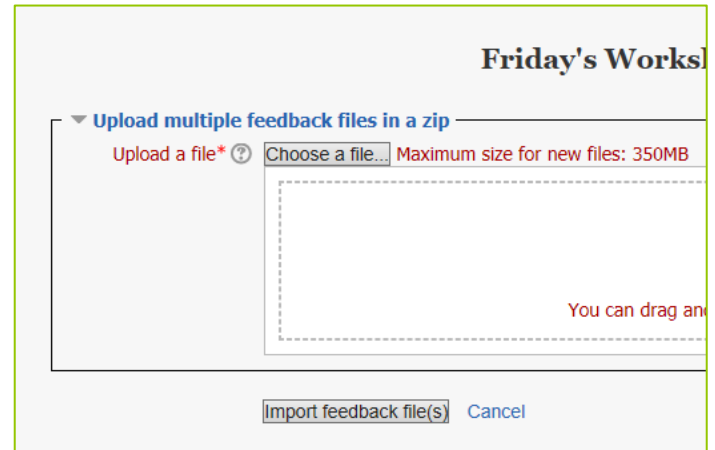 Friday's Works
Upload multiple feedback files in a zip
Upload a file* Choose a file... Maximum size for new files: 350MB
You can drag and
Import feedback file(s) Cancel